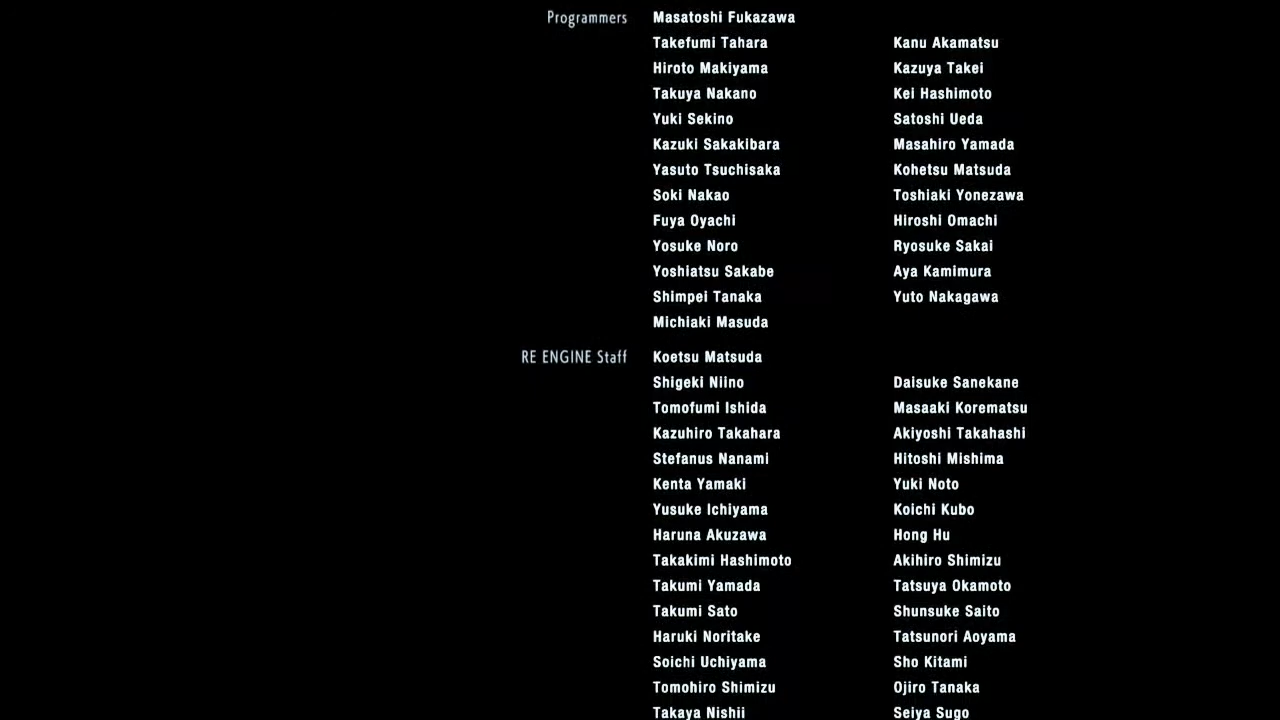 Programmers Masatoshi Fukazawa
Takefumi Tahara Kanu Akamatsu
Hiroto Makiyama Kazuya Takei
Takuya Nakano Kei Hashimoto
Yuki Sekino Satoshi Ueda
Kazuki Sakakibara Masahiro Yamada
Yasuto Tsuchisaka Kohetsu Matsuda
Soki Nakao Toshiaki Yonezawa
Fuya Oyachi Hiroshi Omachi
Yosuke Noro Ryosuke Sakai
Yoshiatsu Sakabe Aya Kamimura
Shimpei Tanaka Yuto Nakagawa
Michiaki Masuda
RE ENGINE Staff Koetsu Matsuda
Shigeki Niino Daisuke Sanekane
Tomofumi Ishida Masaaki Korematsu
Kazuhiro Takahara Akiyoshi Takahashi
Stefanus Nanami Hitoshi Mishima
Kenta Yamaki Yuki Noto
Yusuke Ichiyama Koichi Kubo
Haruna Akuzawa Hong Hu
Takakimi Hashimoto Akihiro Shimizu
Takumi Yamada Tatsuya Okamoto
Takumi Sato Shunsuke Saito
Haruki Noritake Tatsunori Aoyama
Soichi Uchiyama Sho Kitami
Tomohiro Shimizu Ojiro Tanaka
Takaya Nishii Seiya Sugo